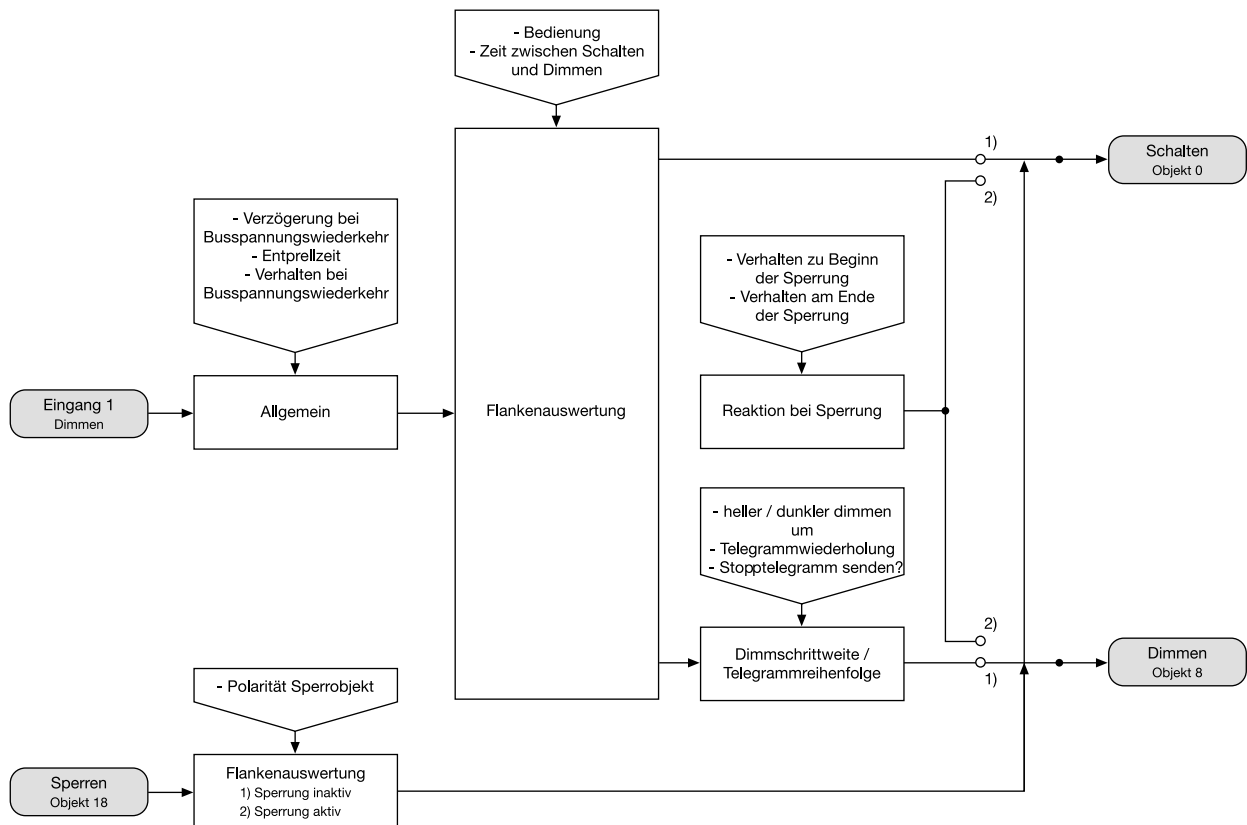 - Bedienung
- Zeit zwischen Schalten
und Dimmen
1)
Schalten
Objekt 0
2)
- Verzögerung bei
Busspannungswiederkehr
- Entprellzeit
- Verhalten bei
Busspannungswiederkehr
- Verhalten zu Beginn
der Sperrung
- Verhalten am Ende
der Sperrung
Eingang 1
Dimmen
Allgemein
Flankenauswertung
Reaktion bei Sperrung
- heller / dunkler dimmen
um
- Telegrammwiederholung
- Stopptelegramm senden?
2)
Dimmschrittweite /
Telegrammreihenfolge
1)
Dimmen
Objekt 8
- Polarität Sperrobjekt
Sperren
Objekt 18
Flankenauswertung
1) Sperrung inaktiv
2) Sperrung aktiv